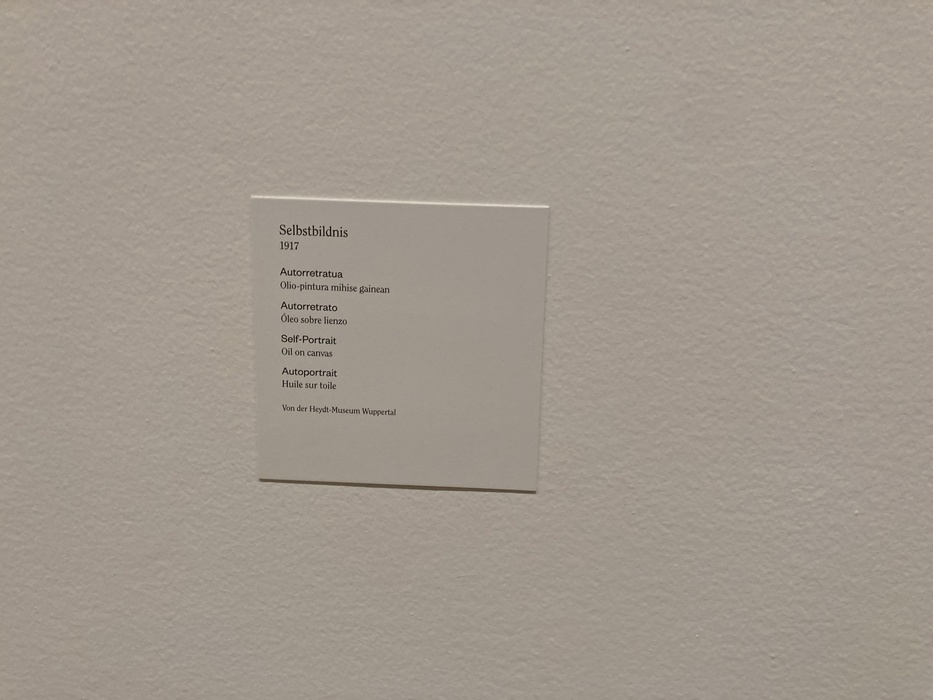 Selbstbildnis
1917
Autorretratua
Olio-pintura mihise gainean
Autorretrato
Óleo sobre lienzo
Self-Portrait
Oil on canvas
Autoportrait
Huile sur toile
Von der Heydt-Museum Wuppertal